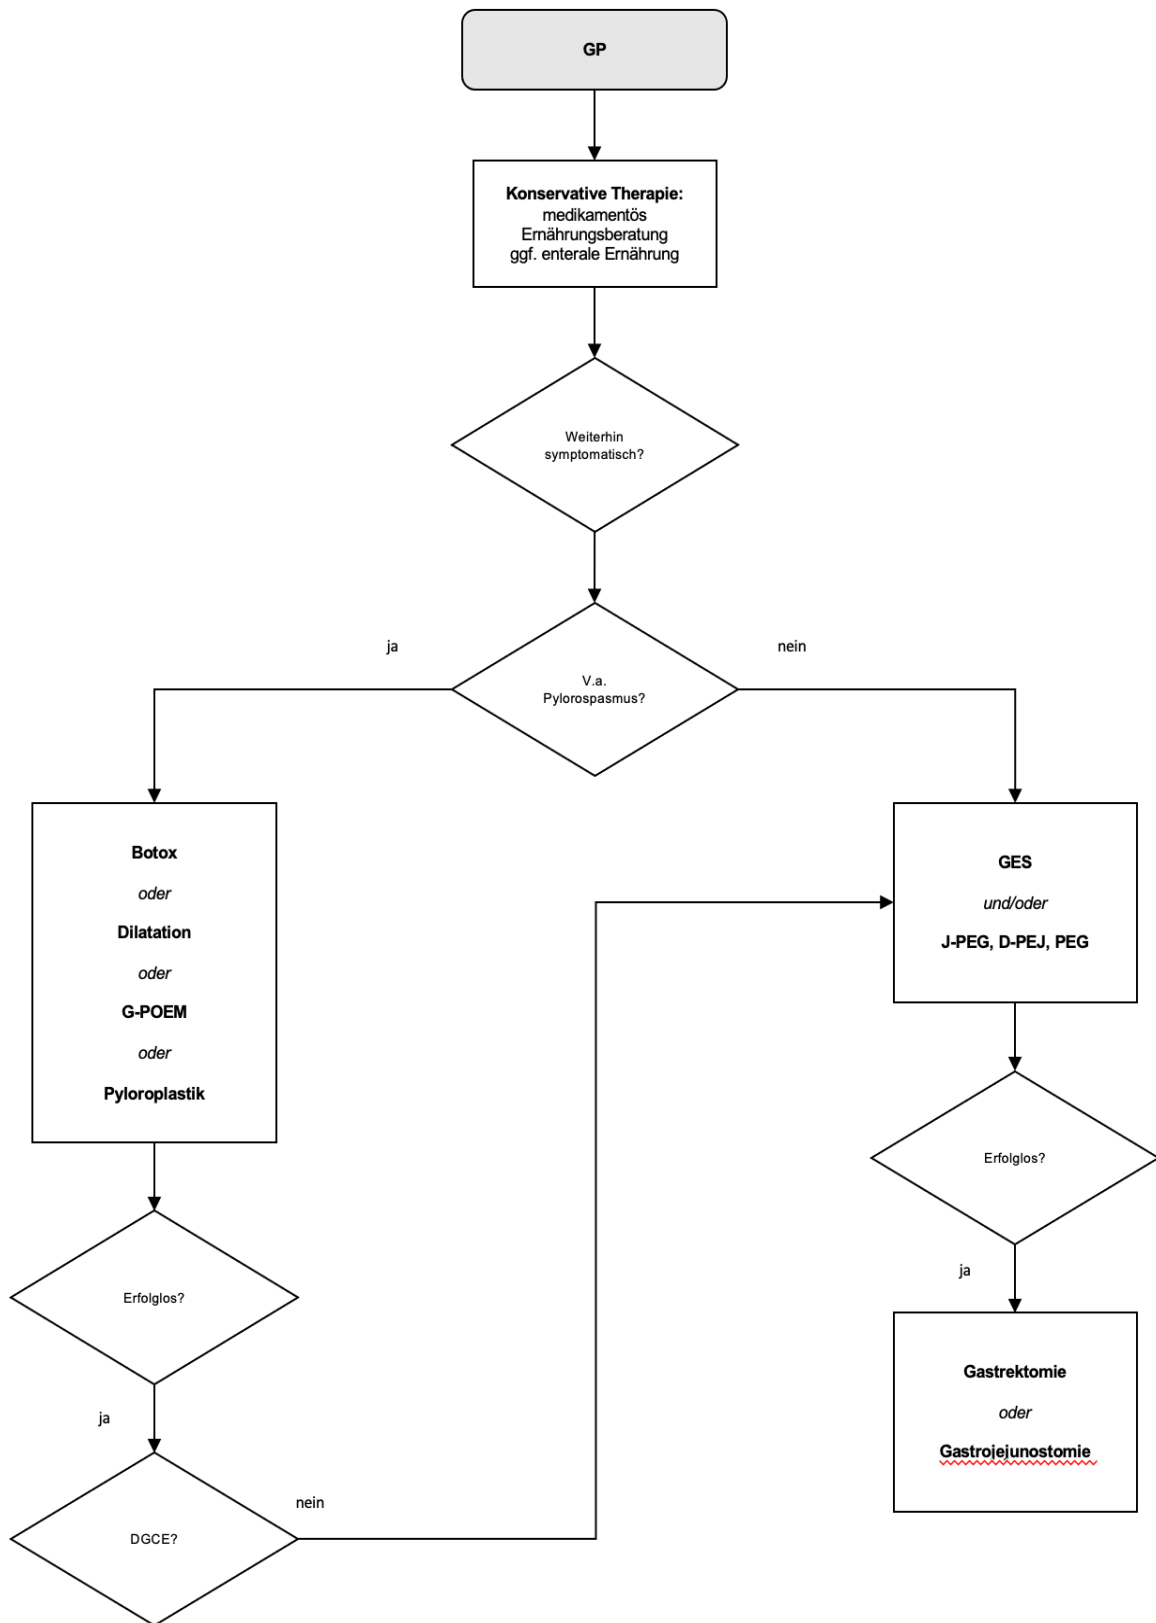 GP
Konservative Therapie:
medikamentös
Ernährungsberatung
ggf. enterale Ernährung
Weiterhin
symptomatisch?
ja
nein
V.a.
Pylorospasmus?
Botox
oder
Dilatation
oder
G-POEM
oder
Pyloroplastik
GES
und/oder
J-PEG, D-PEJ, PEG
Erfolglos?
ja
Gastrektomie
oder
Gastrojejunostomie
Erfolglos?
ja
DGCE?
nein